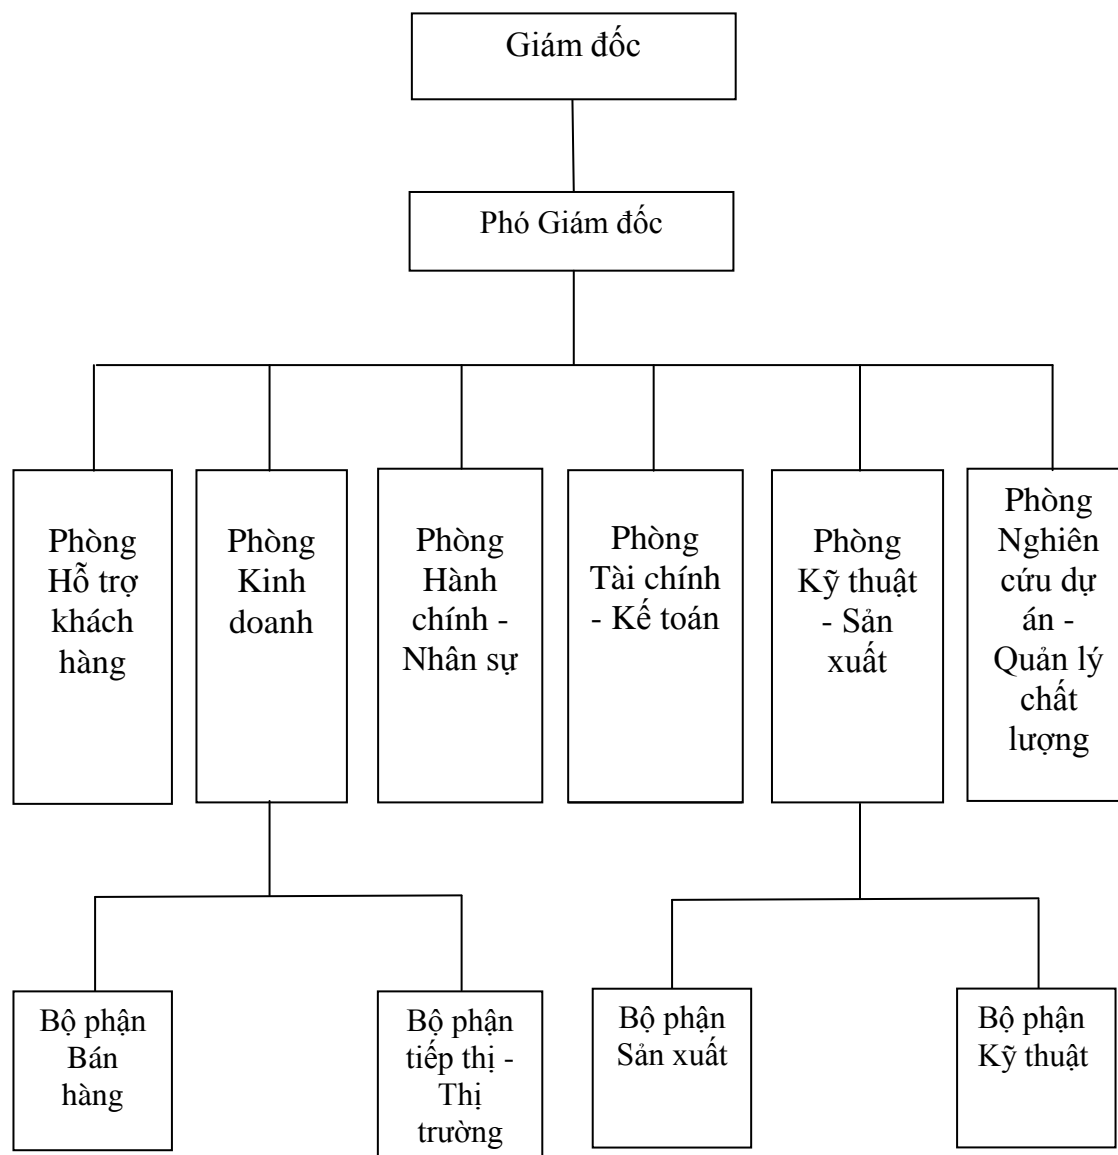 Giám đốc
Phó Giám đốc
Phòng
Hỗ trợ
khách
hàng
Phòng
Kinh
doanh
Phòng
Hành
chính -
Nhân sự
Phòng
Tài chính
- Kế toán
Phòng
Kỹ thuật
- Sản
xuất
Phòng
Nghiên
cứu dự
án -
Quản lý
chất
lượng
Bộ phận
Bán
hàng
Bộ phận
tiếp thị -
Thị
trường
Bộ phận
Sản xuất
Bộ phận
Kỹ thuật